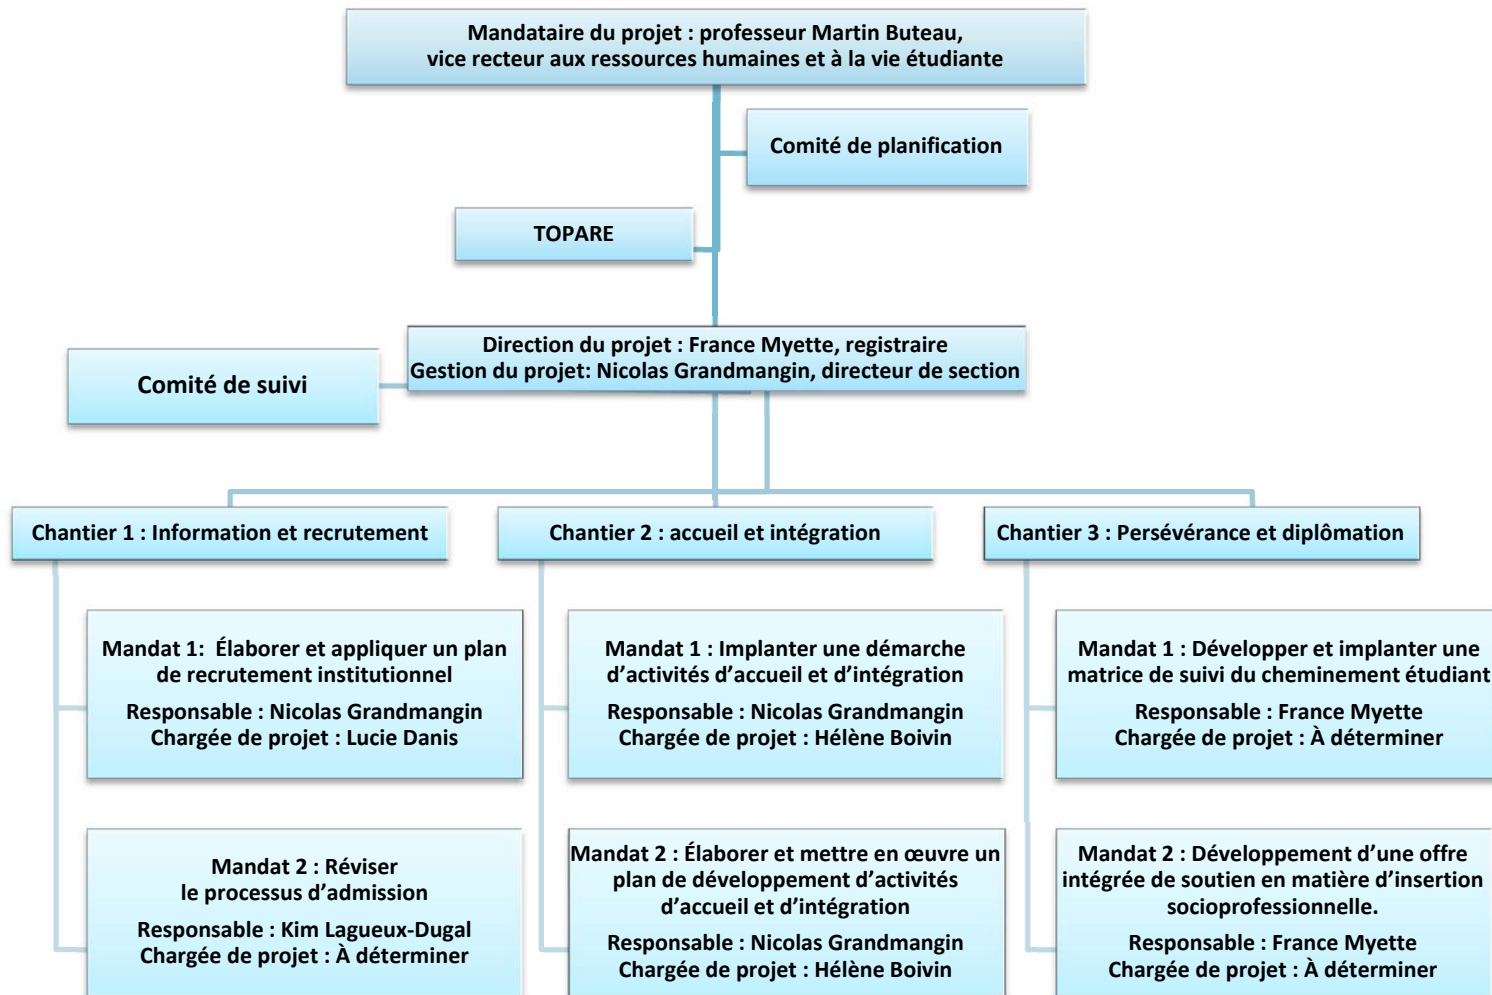 Mandataire du projet : professeur Martin Buteau,
vice recteur aux ressources humaines et à la vie étudiante
Comité de planification
TOPARE
Direction du projet : France Myette, registraire
Gestion du projet: Nicolas Grandmangin, directeur de section
Comité de suivi
Chantier 1 : Information et recrutement
Mandat 1:  Élaborer et appliquer un plan
de recrutement institutionnel
Responsable : Nicolas Grandmangin
Chargée de projet : Lucie Danis
Mandat 2 : Réviser
le processus d’admission
Responsable : Kim Lagueux-Dugal
Chargée de projet : À déterminer
Chantier 2 : accueil et intégration
Mandat 1 : Implanter une démarche
d’activités d’accueil et d’intégration
Responsable : Nicolas Grandmangin
Chargée de projet : Hélène Boivin
Mandat 2 : Élaborer et mettre en œuvre un
plan de développement d’activités
d’accueil et d’intégration
Responsable : Nicolas Grandmangin
Chargée de projet : Hélène Boivin
Chantier 3 : Persévérance et diplômation
Mandat 1 : Développer et implanter une
matrice de suivi du cheminement étudiant
Responsable : France Myette
Chargée de projet : À déterminer
Mandat 2 : Développement d’une offre
intégrée de soutien en matière d’insertion
socioprofessionnelle.
Responsable : France Myette
Chargée de projet : À déterminer